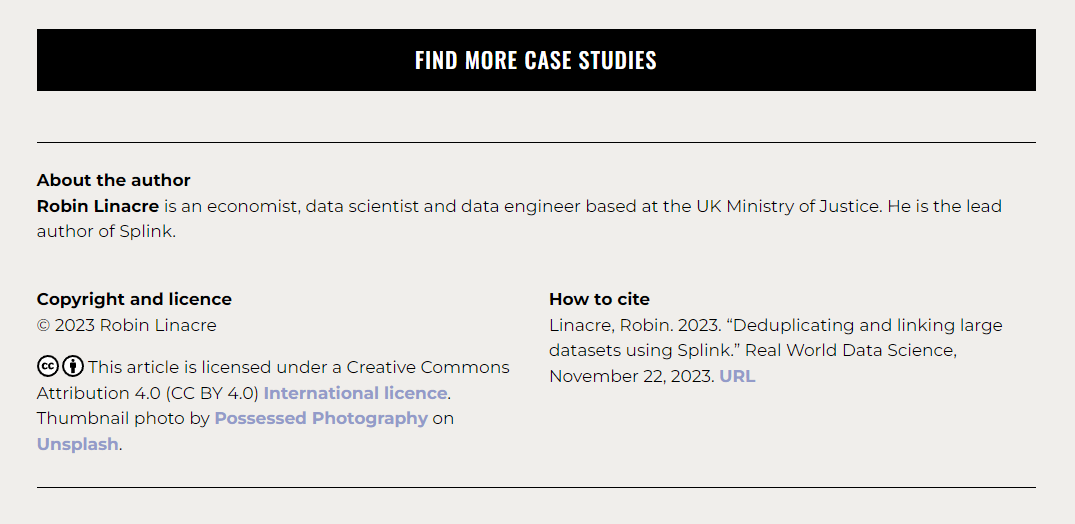 FIND MORE CASE STUDIES
About the author
Robin Linacre is an economist, data scientist and data engineer based at the UK Ministry of Justice. He is the lead
author of Splink.
Copyright and licence
© 2023 Robin Linacre
cc This article is licensed under a Creative Commons
Attribution 4.0 (CC BY 4.0) International licence.
Thumbnail photo by Possessed Photography on
Unsplash.
How to cite
Linacre, Robin. 2023. “Deduplicating and linking large
datasets using Splink.” Real World Data Science,
November 22, 2023. URL